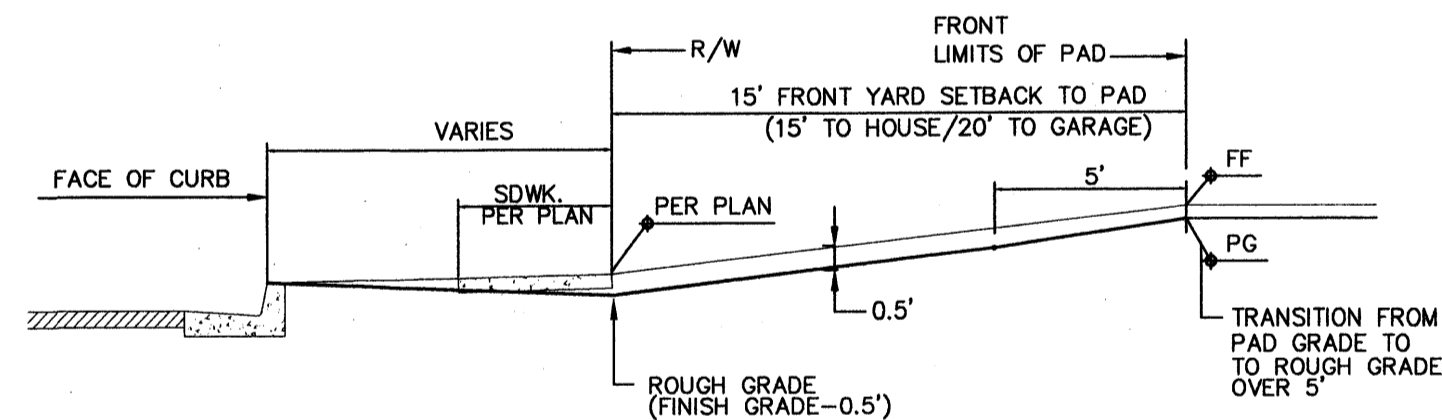 FRONT
LIMITS OF PAD
R/W
15' FRONT YARD SETBACK TO PAD
(15' TO HOUSE/20' TO GARAGE)
VARIES
FACE OF CURB
SDWK.
PER PLAN
PER PLAN
5'
FF
PG
0.5'
TRANSITION FROM
PAD GRADE TO
TO ROUGH GRADE
OVER 5'
ROUGH GRADE
(FINISH GRADE-0.5')